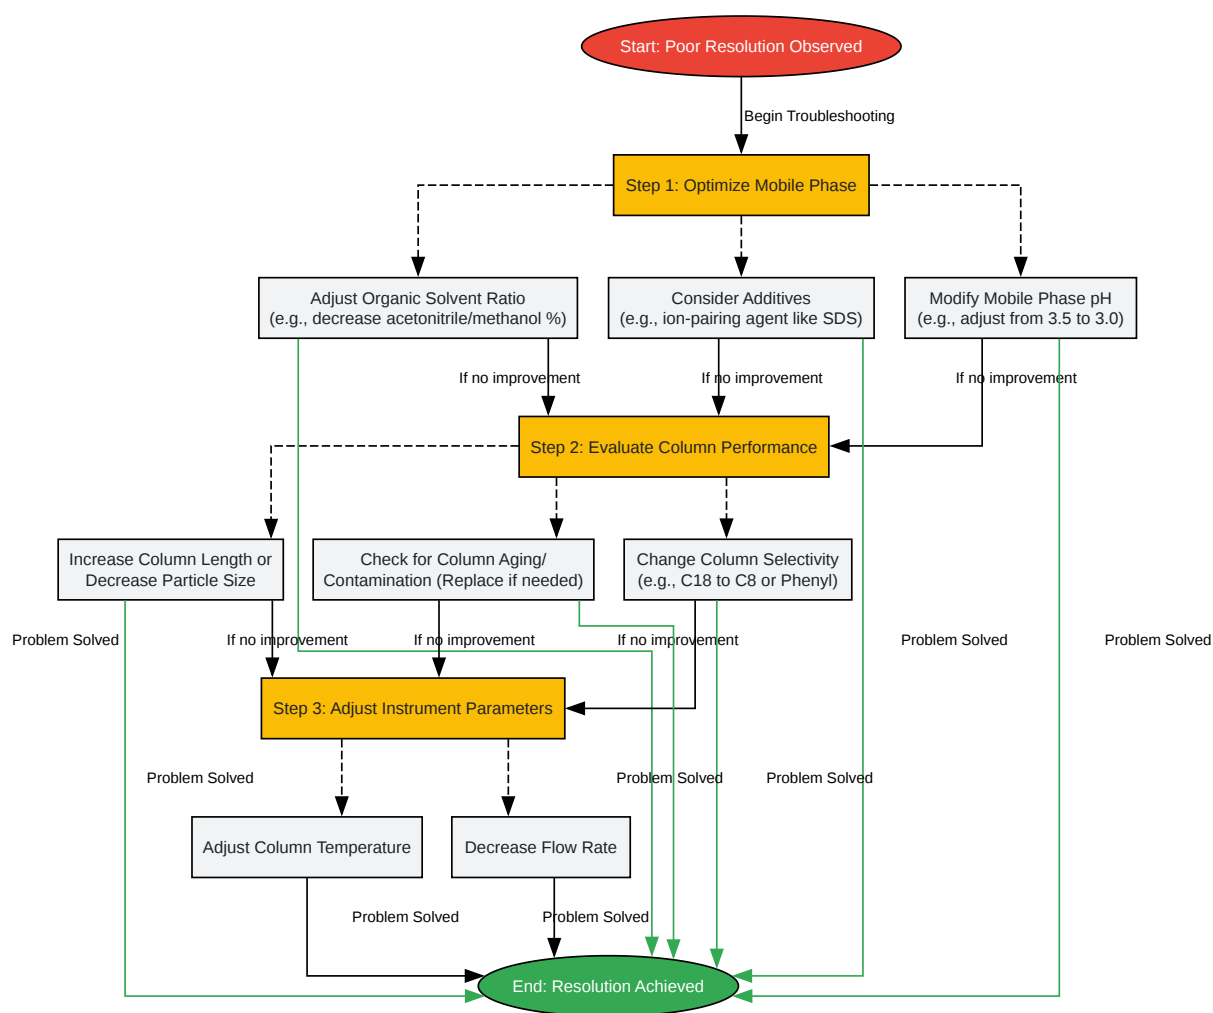 Start: Poor Resolution Observed
Begin Troubleshooting
Step 1: Optimize Mobile Phase
Adjust Organic Solvent Ratio
(e.g., decrease acetonitrile/methanol %)
Consider Additives
(e.g., ion-pairing agent like SDS)
Modify Mobile Phase pH
(e.g., adjust from 3.5 to 3.0)
If no improvement
If no improvement
If no improvement
Step 2: Evaluate Column Performance
Increase Column Length or
Decrease Particle Size
Check for Column Aging/
Contamination (Replace if needed)
Change Column Selectivity
(e.g., C18 to C8 or Phenyl)
Problem Solved
If no improvement
If no improvement
If no improvement
Problem Solved
Problem Solved
Step 3: Adjust Instrument Parameters
Problem Solved
Problem Solved
Problem Solved
Adjust Column Temperature
Decrease Flow Rate
Problem Solved
Problem Solved
End: Resolution Achieved